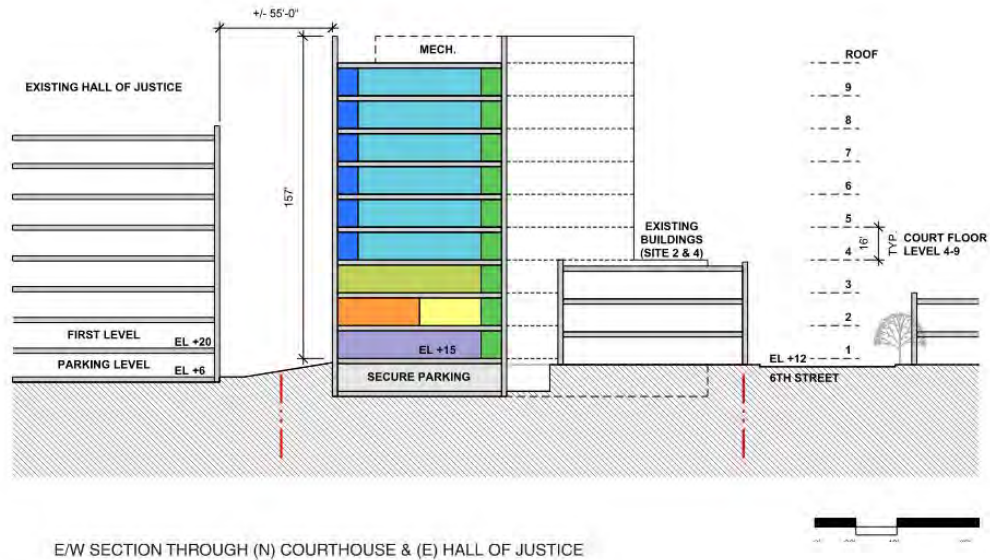 +/- 55'-0"
MECH.
ROOF
EXISTING HALL OF JUSTICE
9
8
7
157'
6
5
EXISTING
BUILDINGS
(SITE 2 & 4)
16'
TYP.
COURT FLOOR
LEVEL 4-9
4
3
2
FIRST LEVEL
EL +20
EL +15
1
PARKING LEVEL
EL +6
SECURE PARKING
EL +12
6TH STREET
E/W SECTION THROUGH (N) COURTHOUSE & (E) HALL OF JUSTICE